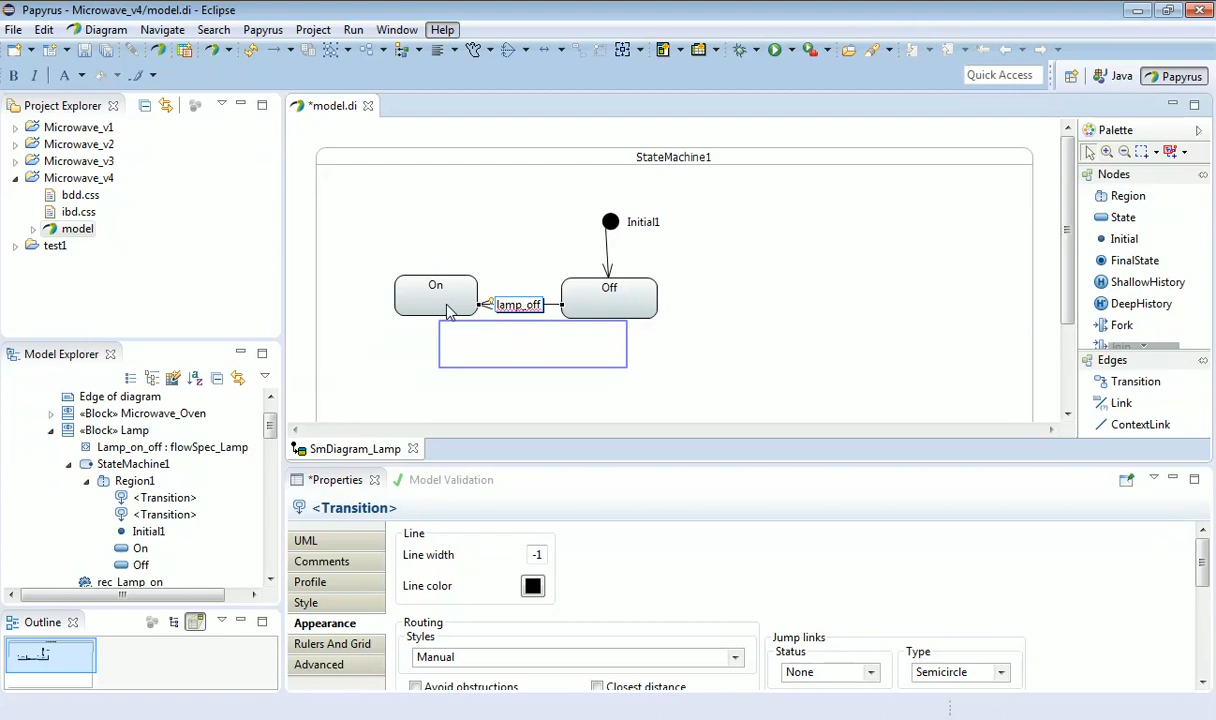 Papyrus - Microwave_v4/model.di - Eclipse
File Edit Diagram Navigate Search Papyrus Project Run Window Help
B I A
Quick Access
Java
Papyrus
Project Explorer
Microwave_v1
Microwave_v2
Microwave_v3
Microwave_v4
bdd.css
ibd.css
model
test1
*model.di
StateMachine1
Initial1
On
lamp_off
Off
SmDiagram_Lamp
Palette
Nodes
Region
State
Initial
FinalState
ShallowHistory
DeepHistory
Fork
Join
Edges
Transition
Link
ContextLink
Model Explorer
Edge of diagram
«Block» Microwave_Oven
«Block» Lamp
Lamp_on_off : flowSpec_Lamp
StateMachine1
Region1
<Transition>
<Transition>
Initial1
On
Off
rec_Lamp_on
Outline
*Properties
Model Validation
<Transition>
UML
Comments
Profile
Style
Appearance
Rulers And Grid
Advanced
Line
Line width -1
Line color
Routing
Styles
Manual
Avoid obstructions
Closest distance
Jump links
Status
None
Type
Semicircle